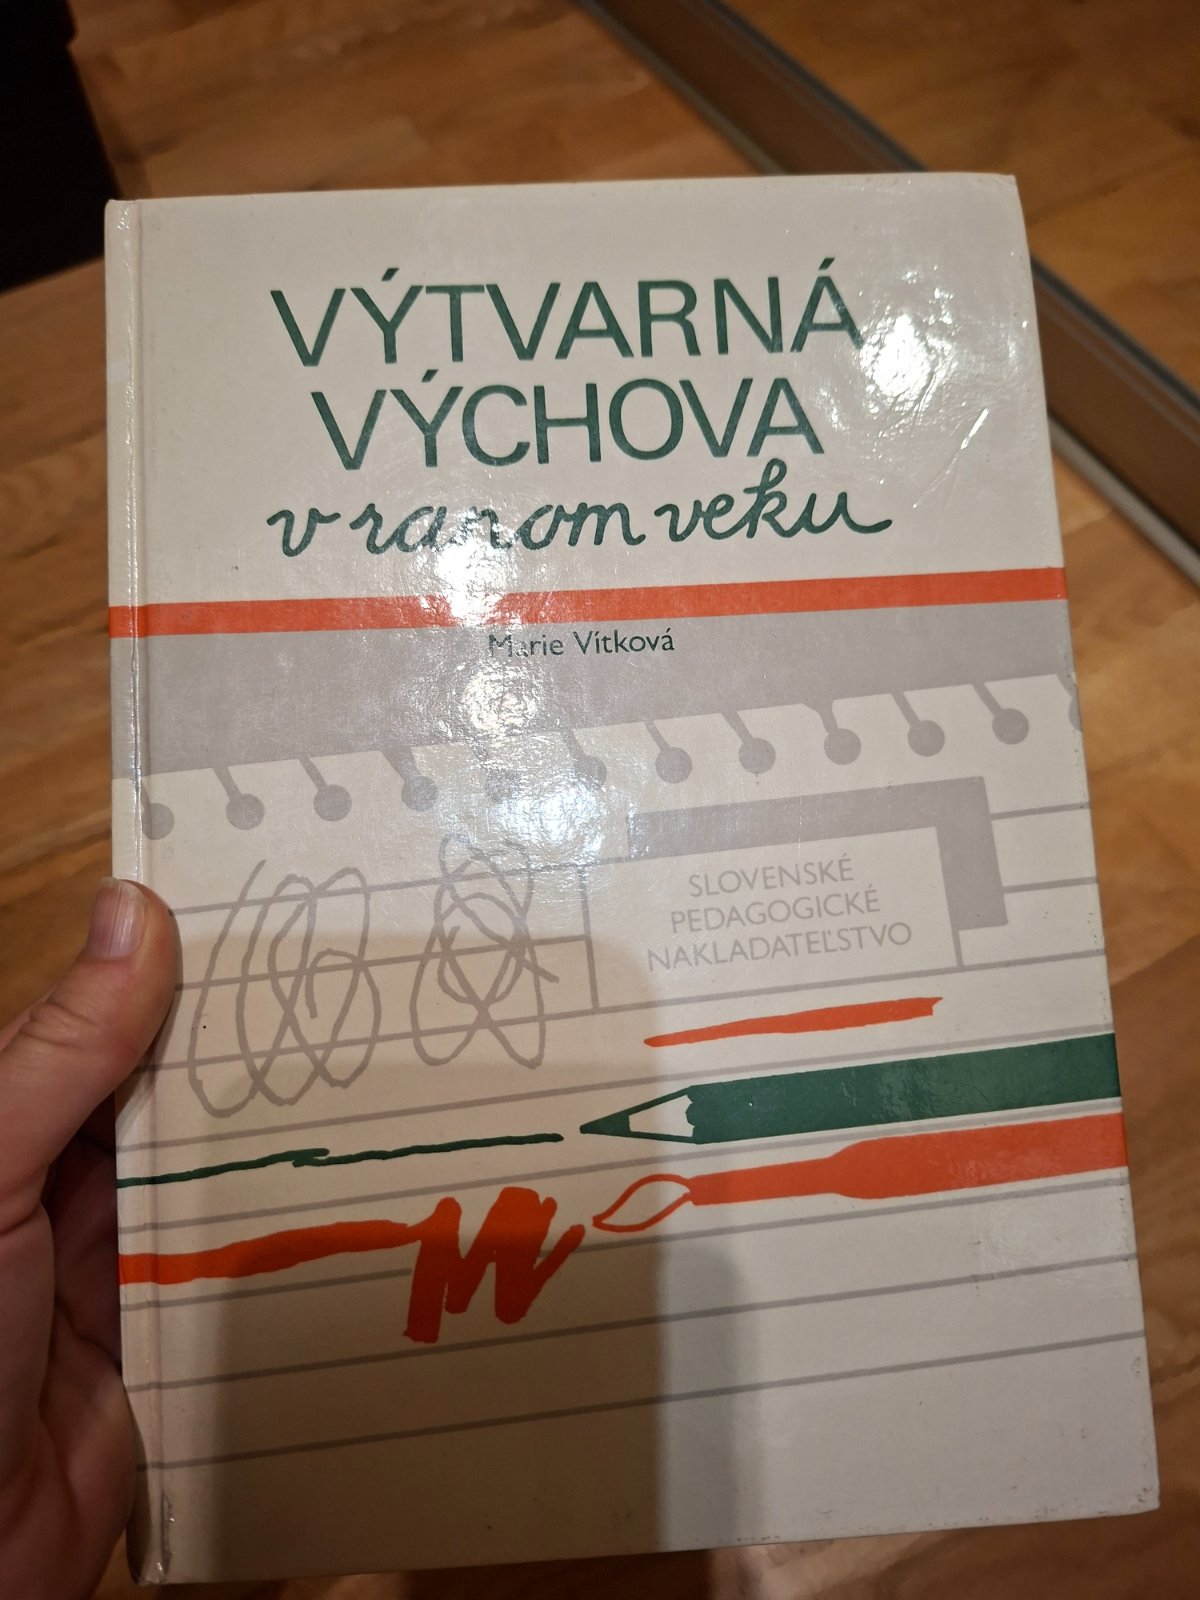 VÝTVARNÁ
VÝCHOVA
v ranom veku
Marie Vítková
SLOVENSKÉ
PEDAGOGICKÉ
NAKLADATEĽSTVO